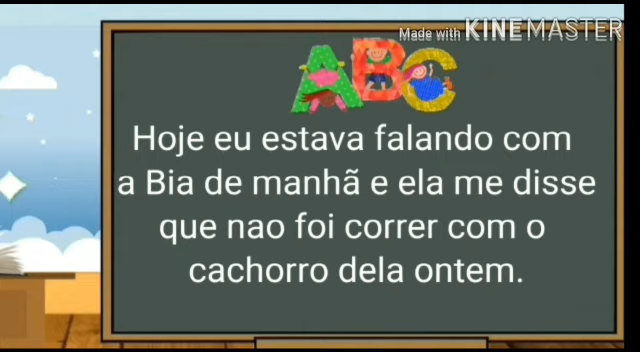 Made with KINEMASTER
ABC
Hoje eu estava falando com
a Bia de manhã e ela me disse
que nao foi correr com o
cachorro dela ontem.